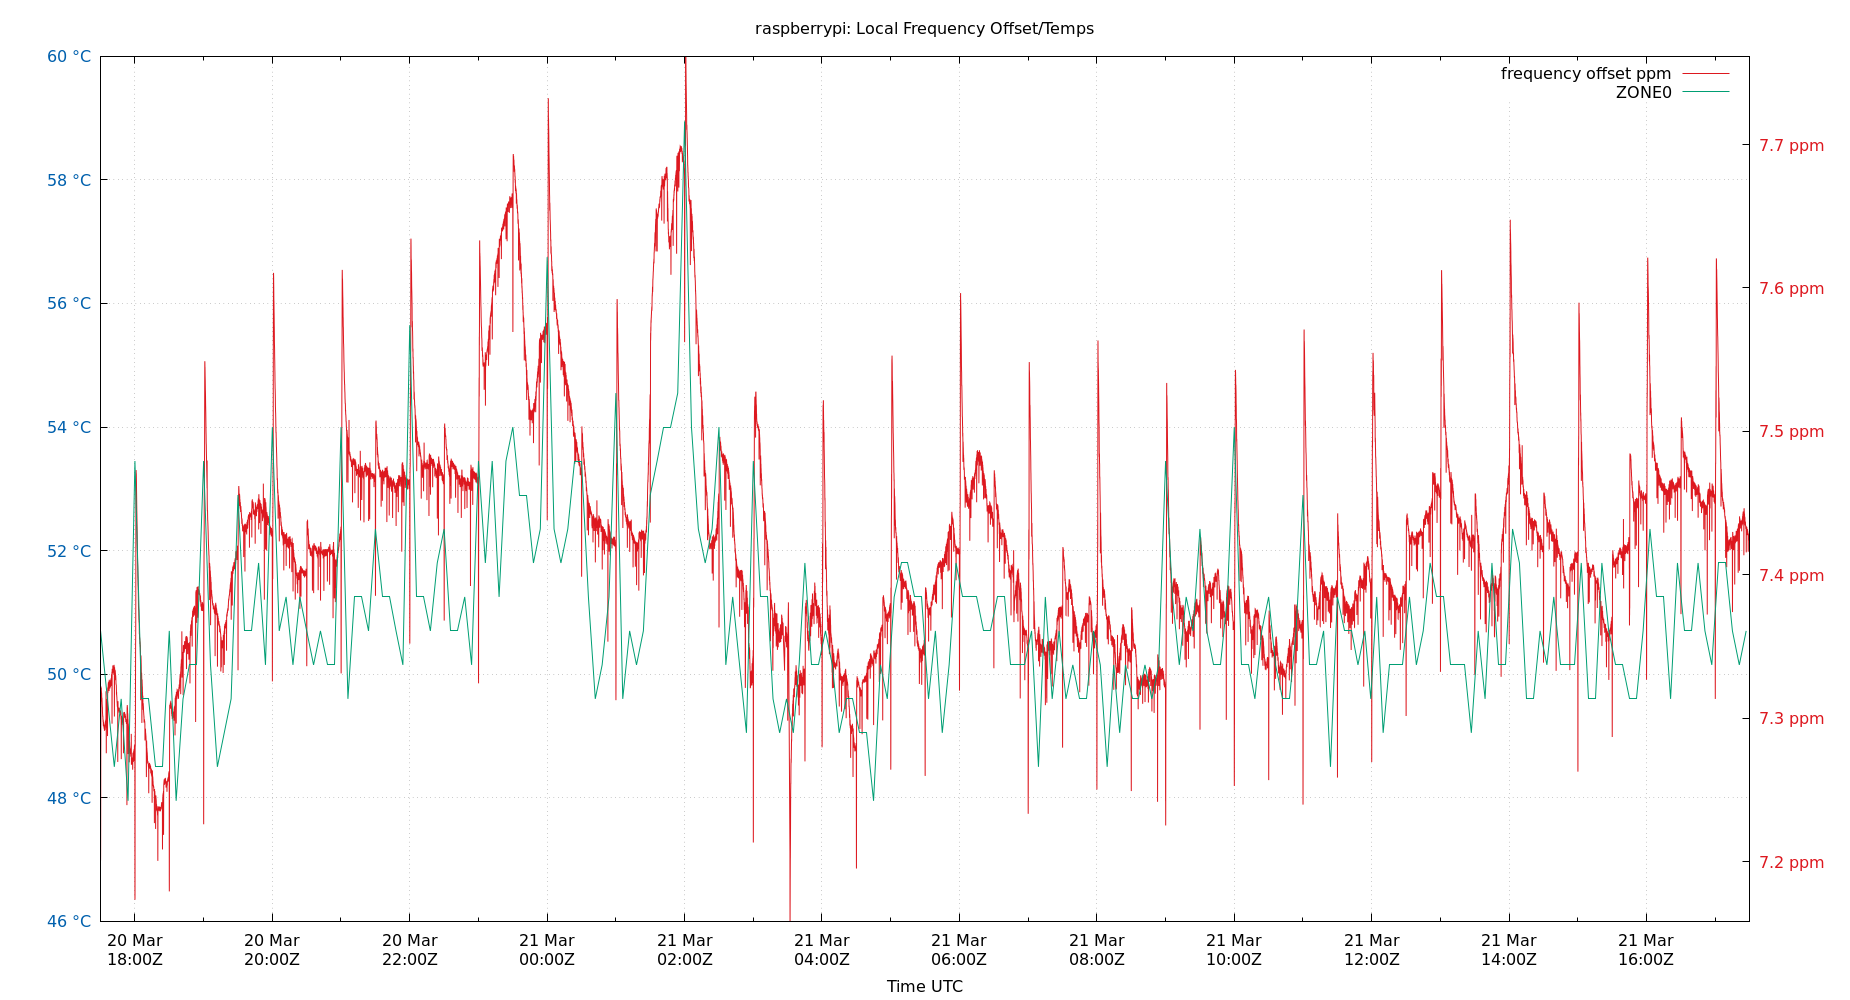 raspberrypi: Local Frequency Offset/Temps
frequency offset ppm
ZONE0
60 °C
58 °C
56 °C
54 °C
52 °C
50 °C
48 °C
46 °C
7.7 ppm
7.6 ppm
7.5 ppm
7.4 ppm
7.3 ppm
7.2 ppm
20 Mar
18:00Z
20 Mar
20:00Z
20 Mar
22:00Z
21 Mar
00:00Z
21 Mar
02:00Z
21 Mar
04:00Z
21 Mar
06:00Z
21 Mar
08:00Z
21 Mar
10:00Z
21 Mar
12:00Z
21 Mar
14:00Z
21 Mar
16:00Z
Time UTC